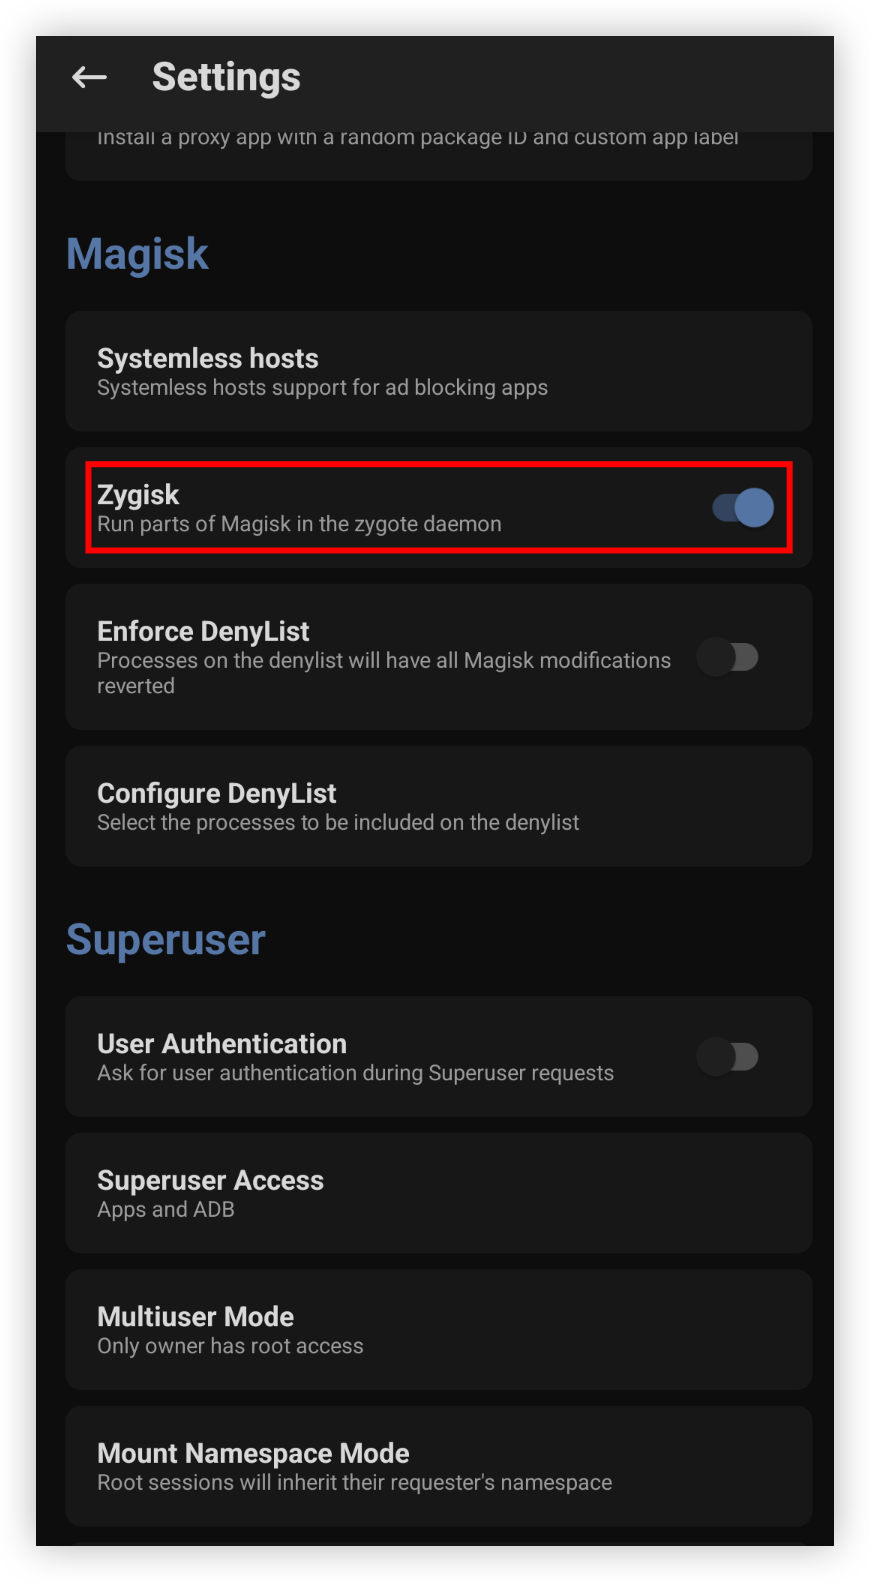 Settings
Install a proxy app with a random package ID and custom app label
Magisk
Systemless hosts
Systemless hosts support for ad blocking apps
Zygisk
Run parts of Magisk in the zygote daemon
Enforce DenyList
Processes on the denylist will have all Magisk modifications
reverted
Configure DenyList
Select the processes to be included on the denylist
Superuser
User Authentication
Ask for user authentication during Superuser requests
Superuser Access
Apps and ADB
Multiuser Mode
Only owner has root access
Mount Namespace Mode
Root sessions will inherit their requester's namespace